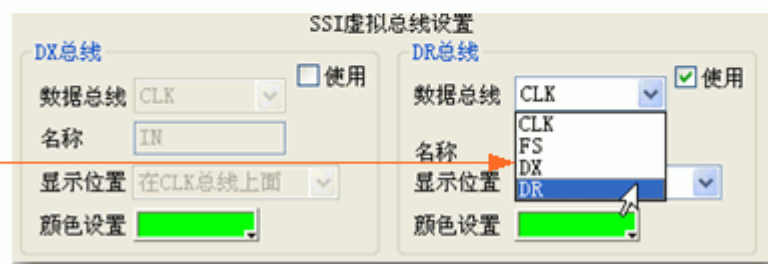 SSI虚拟总线设置
DX总线
使用
数据总线 CLK
名称 IN
显示位置 在CLK总线上面
颜色设置
DR总线
使用
数据总线 CLK
CLK
FS
DX
DR
名称
显示位置
颜色设置